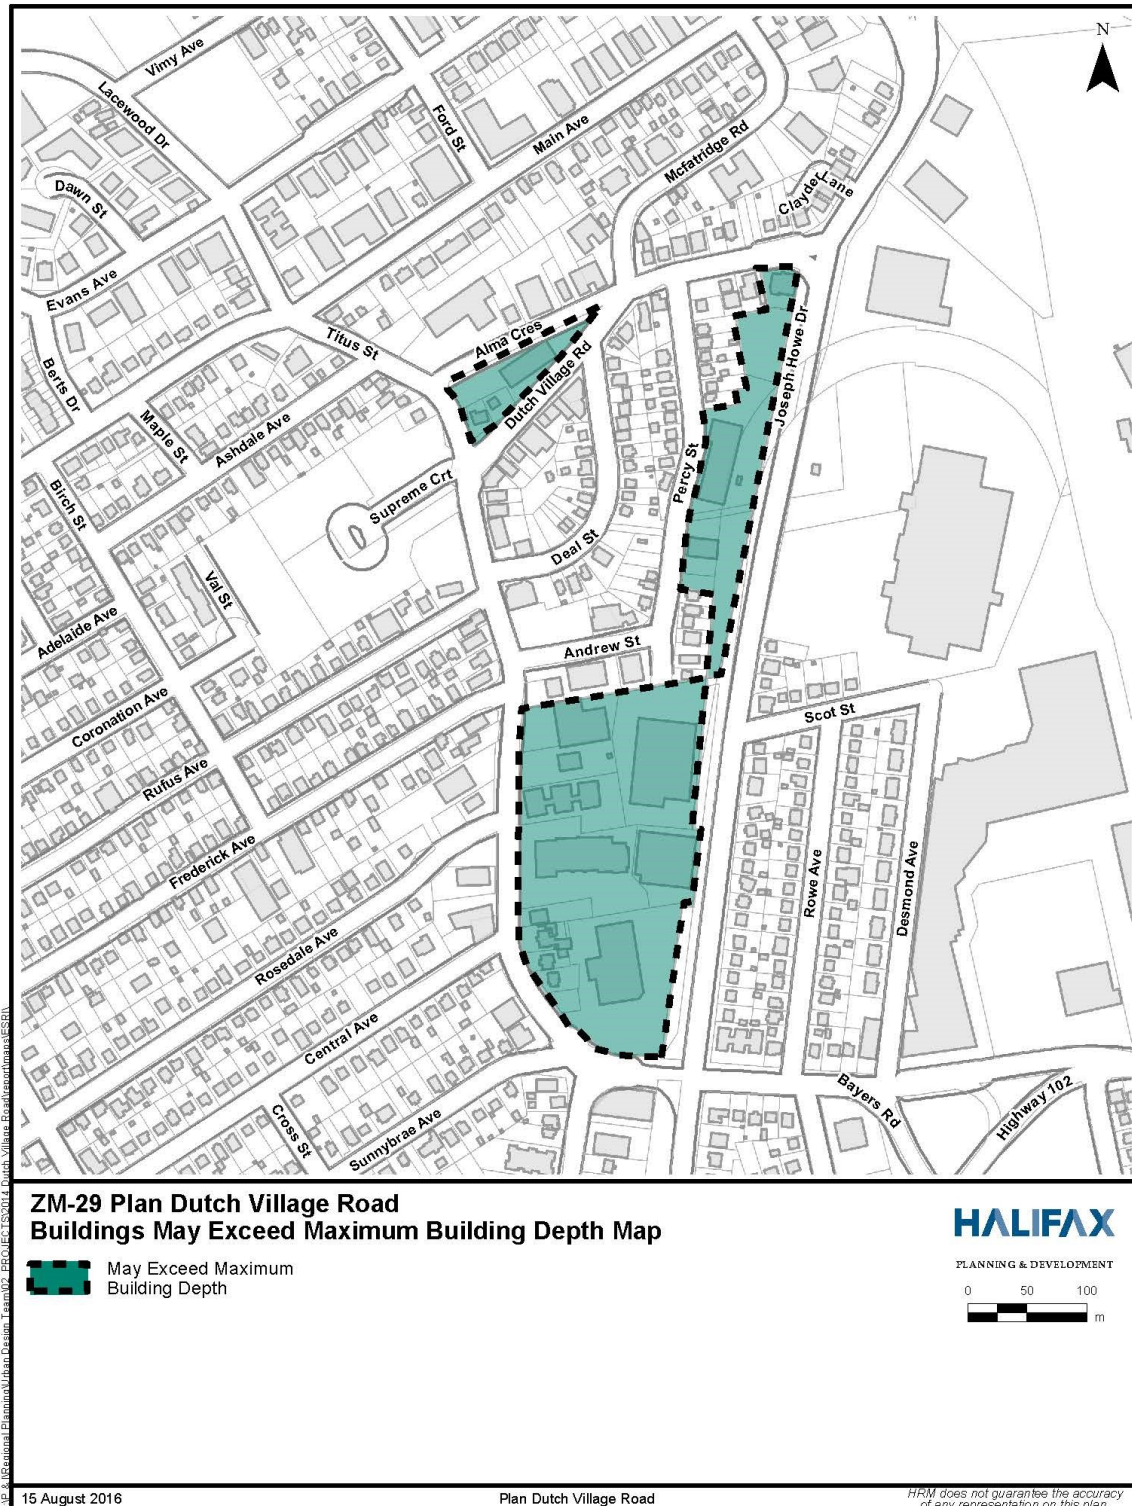 N
Vimy Ave
Lacewood Dr
Ford St
Main Ave
Mcfatridge Rd
Clayde Lane
Dawn St
Evans Ave
Titus St
Alma Cres
Dutch Village Rd
Joseph Howe Dr
Berts Dr
Maple St
Ashdale Ave
Percy St
Birch St
Supreme Crt
Deal St
Val St
Adelaide Ave
Andrew St
Coronation Ave
Scot St
Rufus Ave
Frederick Ave
Rowe Ave
Desmond Ave
Rosedale Ave
Central Ave
Cross St
Sunnybrae Ave
Bayers Rd
Highway 102
ZM-29 Plan Dutch Village Road
Buildings May Exceed Maximum Building Depth Map
May Exceed Maximum
Building Depth
HALIFAX
PLANNING & DEVELOPMENT
0 50 100
m
15 August 2016
Plan Dutch Village Road
HRM does not guarantee the accuracy
of any representation on this plan